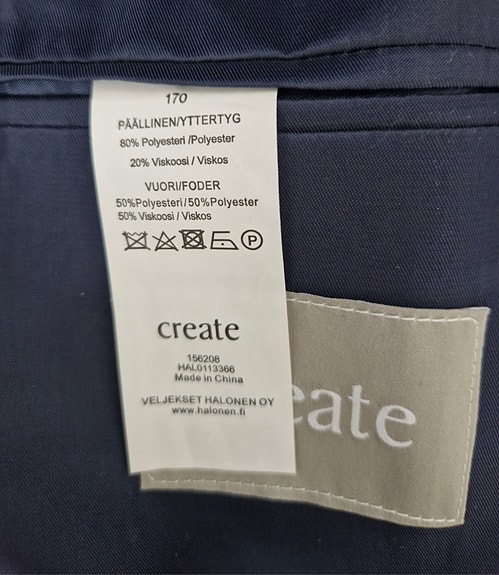 170
PÄÄLLINEN/YTTERTYG
80% Polyesteri /Polyester
20% Viskoosi / Viskos
VUORI/FODER
50%Polyesteri / 50%Polyester
50% Viskoosi / Viskos
P
create
156208
HAL0113366
Made in China
VELJEKSET HALONEN OY
www.halonen.fi
eate